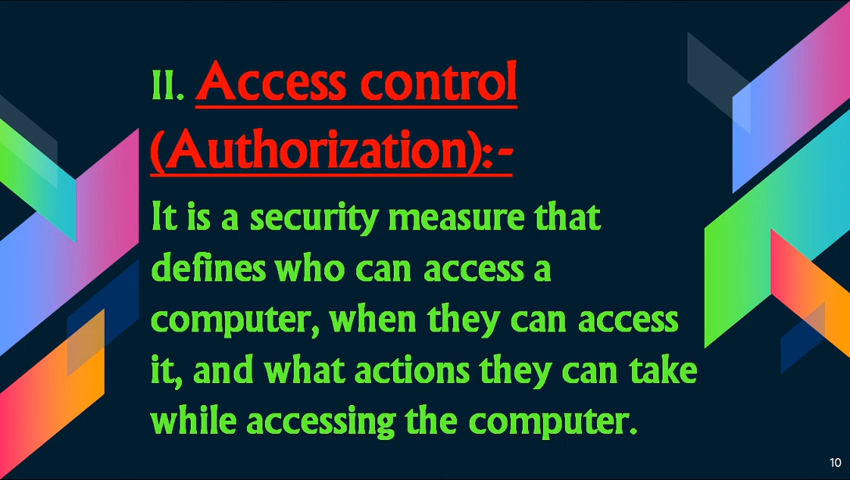 II. Access control
(Authorization):-
It is a security measure that
defines who can access a
computer, when they can access
it, and what actions they can take
while accessing the computer.
10